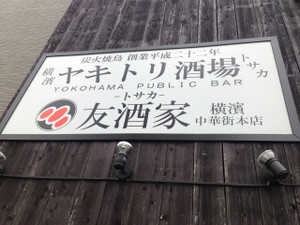 炭火焼鳥 創業平成二十二年
横濱 ヤキトリ酒場 トサカ
YOKOHAMA PUBLIC BAR
-トサカ-
友酒家 横濱
中華街本店